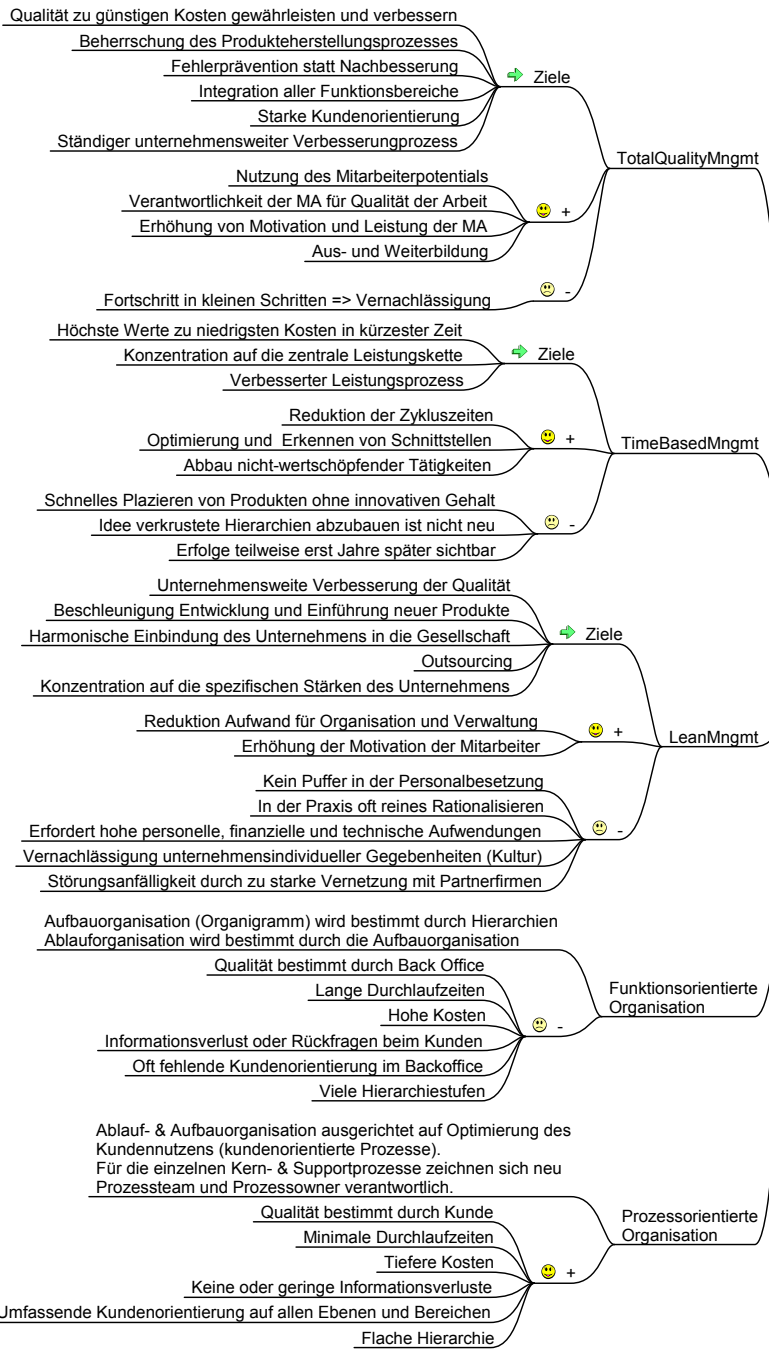 Qualität zu günstigen Kosten gewährleisten und verbessern
Beherrschung des Produkteherstellungsprozesses
Fehlerprävention statt Nachbesserung
Integration aller Funktionsbereiche
Starke Kundenorientierung
Ständiger unternehmensweiter Verbesserungprozess
Ziele
Nutzung des Mitarbeiterpotentials
Verantwortlichkeit der MA für Qualität der Arbeit
Erhöhung von Motivation und Leistung der MA
Aus- und Weiterbildung
+
Fortschritt in kleinen Schritten => Vernachlässigung
-
TotalQualityMngmt
Höchste Werte zu niedrigsten Kosten in kürzester Zeit
Konzentration auf die zentrale Leistungskette
Verbesserter Leistungsprozess
Ziele
Reduktion der Zykluszeiten
Optimierung und Erkennen von Schnittstellen
Abbau nicht-wertschöpfender Tätigkeiten
+
Schnelles Plazieren von Produkten ohne innovativen Gehalt
Idee verkrustete Hierarchien abzubauen ist nicht neu
Erfolge teilweise erst Jahre später sichtbar
-
TimeBasedMngmt
Unternehmensweite Verbesserung der Qualität
Beschleunigung Entwicklung und Einführung neuer Produkte
Harmonische Einbindung des Unternehmens in die Gesellschaft
Outsourcing
Konzentration auf die spezifischen Stärken des Unternehmens
Ziele
Reduktion Aufwand für Organisation und Verwaltung
Erhöhung der Motivation der Mitarbeiter
+
Kein Puffer in der Personalbesetzung
In der Praxis oft reines Rationalisieren
Erfordert hohe personelle, finanzielle und technische Aufwendungen
Vernachlässigung unternehmensindividueller Gegebenheiten (Kultur)
Störungsanfälligkeit durch zu starke Vernetzung mit Partnerfirmen
-
LeanMngmt
Aufbauorganisation (Organigramm) wird bestimmt durch Hierarchien
Ablauforganisation wird bestimmt durch die Aufbauorganisation
Qualität bestimmt durch Back Office
Lange Durchlaufzeiten
Hohe Kosten
Informationsverlust oder Rückfragen beim Kunden
Oft fehlende Kundenorientierung im Backoffice
Viele Hierarchiestufen
-
Funktionsorientierte
Organisation
Ablauf- & Aufbauorganisation ausgerichtet auf Optimierung des
Kundennutzens (kundenorientierte Prozesse).
Für die einzelnen Kern- & Supportprozesse zeichnen sich neu
Prozessteam und Prozessowner verantwortlich.
Qualität bestimmt durch Kunde
Minimale Durchlaufzeiten
Tiefere Kosten
Keine oder geringe Informationsverluste
Umfassende Kundenorientierung auf allen Ebenen und Bereichen
Flache Hierarchie
+
Prozessorientierte
Organisation